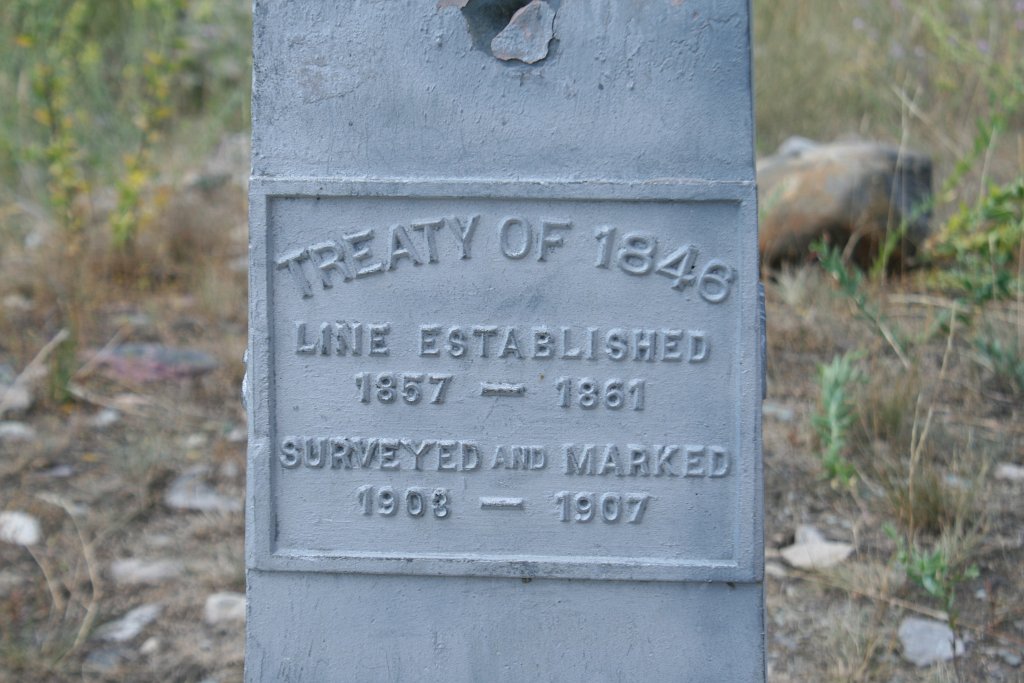 TREATY OF 1846
LINE ESTABLISHED
1857 — 1861
SURVEYED AND MARKED
1903 — 1907